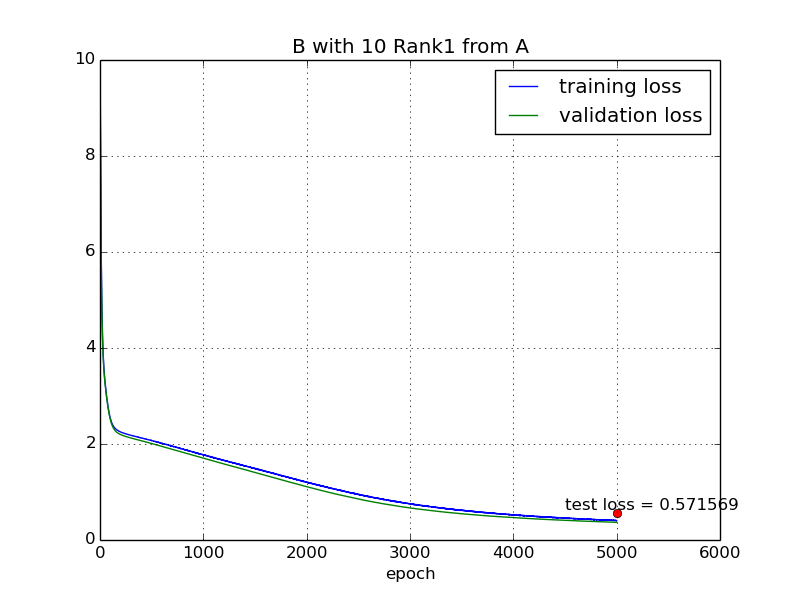 B with 10 Rank1 from A
10
training loss
validation loss
8
6
4
2
test loss = 0.571569
0
0 1000 2000 3000 4000 5000 6000
epoch